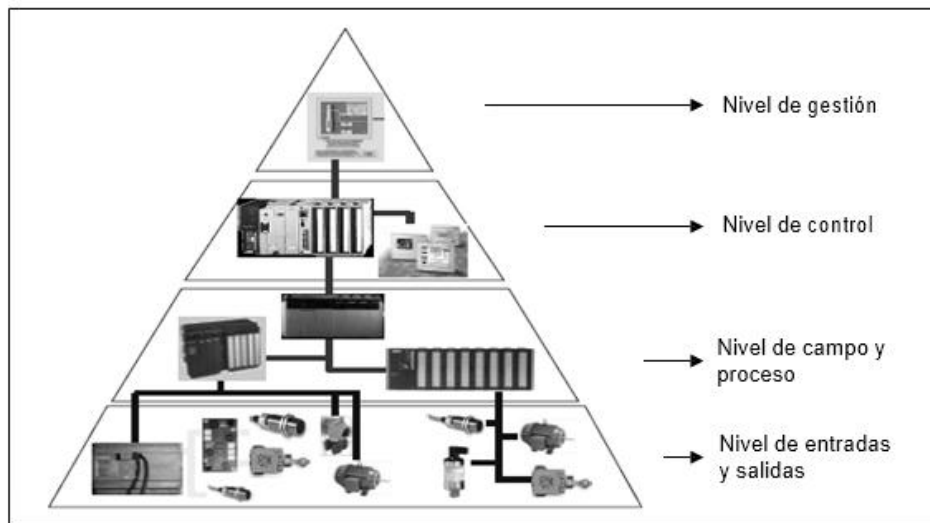 Nivel de gestión
Nivel de control
Nivel de campo y
proceso
Nivel de entradas
y salidas